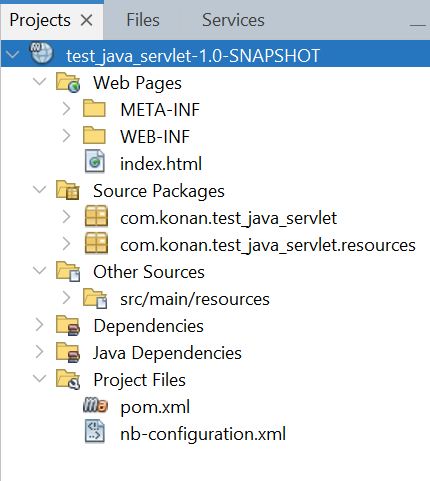 Projects Files Services
test_java_servlet-1.0-SNAPSHOT
Web Pages
META-INF
WEB-INF
index.html
Source Packages
com.konan.test_java_servlet
com.konan.test_java_servlet.resources
Other Sources
src/main/resources
Dependencies
Java Dependencies
Project Files
pom.xml
nb-configuration.xml